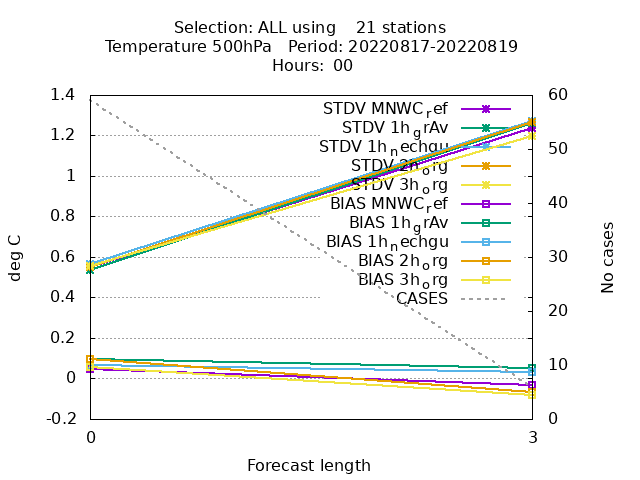 Selection: ALL using 21 stations
Temperature 500hPa Period: 20220817-20220819
Hours: 00
1.4
1.2
1
0.8
0.6
0.4
0.2
0
-0.2
deg C
60
50
40
30
20
10
0
No cases
STDV MNWC_ref
STDV 1h_grAv
STDV 1h_nechgu
STDV 2h_org
STDV 3h_org
BIAS MNWC_ref
BIAS 1h_grAv
BIAS 1h_nechgu
BIAS 2h_org
BIAS 3h_org
CASES
0
3
Forecast length